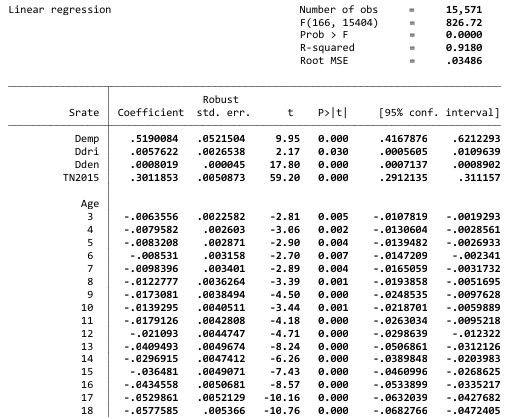 Linear regression Number of obs = 15,571
F(166, 15404) = 826.72
Prob > F = 0.0000
R-squared = 0.9180
Root MSE = .03486
Robust
Srate Coefficient std. err. t P>|t| [95% conf. interval]
Demp .5190084 .0521504 9.95 0.000 .4167876 .6212293
Ddri .0057622 .0026538 2.17 0.030 .0005605 .0109639
Dden .0008019 .000045 17.80 0.000 .0007137 .0008902
TN2015 .3011853 .0050873 59.20 0.000 .2912135 .311157
Age
3 -.0063556 .0022582 -2.81 0.005 -.0107819 -.0019293
4 -.0079582 .002603 -3.06 0.002 -.0130604 -.0028561
5 -.0083208 .002871 -2.90 0.004 -.0139482 -.0026933
6 -.008531 .003158 -2.70 0.007 -.0147209 -.002341
7 -.0098396 .003401 -2.89 0.004 -.0165059 -.0031732
8 -.0122777 .0036264 -3.39 0.001 -.0193858 -.0051695
9 -.0173081 .0038494 -4.50 0.000 -.0248535 -.0097628
10 -.0139295 .0040511 -3.44 0.001 -.0218701 -.0059889
11 -.0179126 .0042808 -4.18 0.000 -.0263034 -.0095218
12 -.021093 .0044747 -4.71 0.000 -.0298639 -.012322
13 -.0409493 .0049674 -8.24 0.000 -.0506861 -.0312126
14 -.0296915 .0047412 -6.26 0.000 -.0389848 -.0203983
15 -.036481 .0049071 -7.43 0.000 -.0460996 -.0268625
16 -.0434558 .0050681 -8.57 0.000 -.0533899 -.0335217
17 -.0529861 .0052129 -10.16 0.000 -.0632039 -.0427682
18 -.0577585 .005366 -10.76 0.000 -.0682766 -.0472405